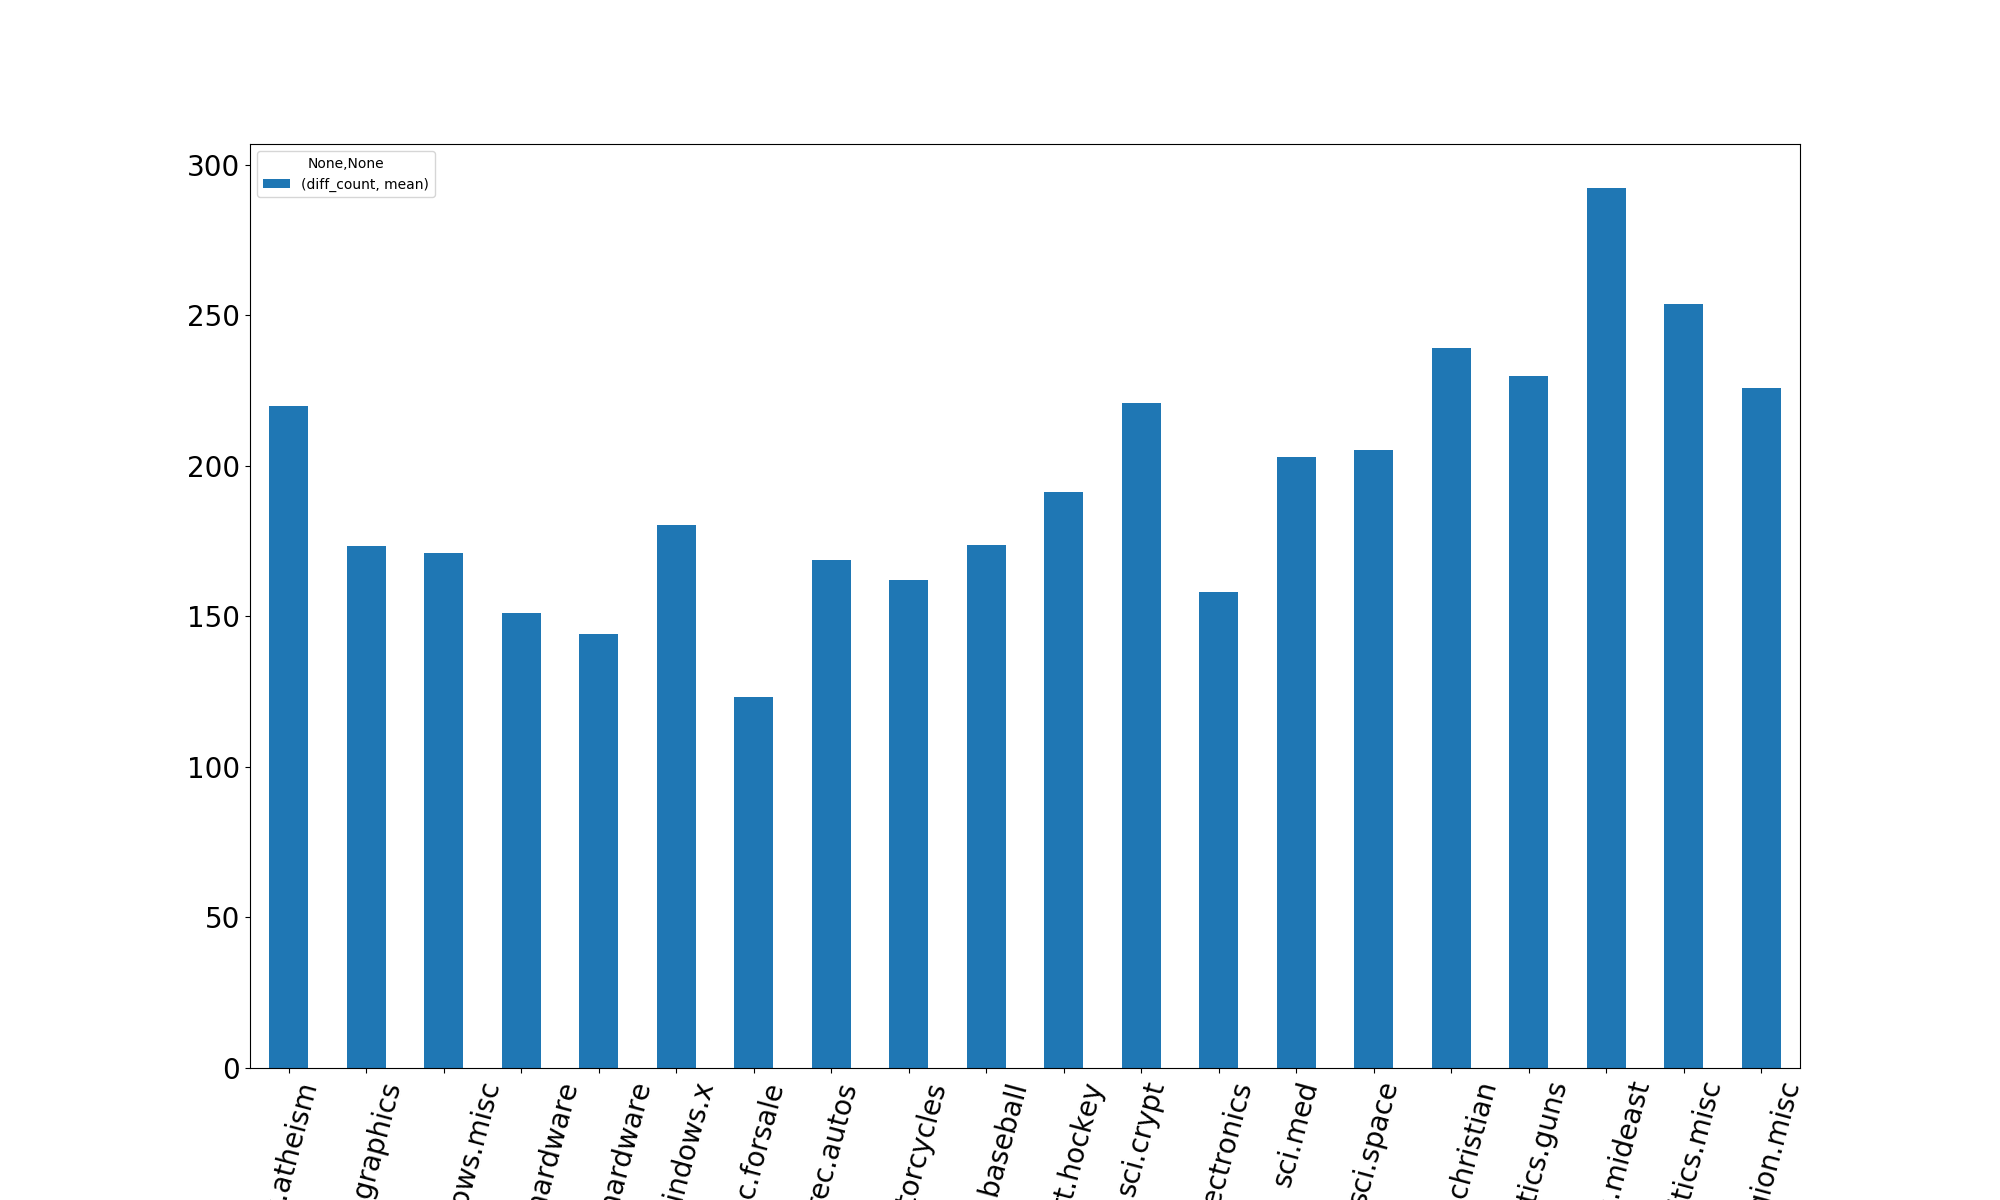 None,None
(diff_count, mean)
300
250
200
150
100
50
0
.atheism
graphics
ows.misc
hardware
hardware
indows.x
c.forsale
rec.autos
torcycles
baseball
rt.hockey
sci.crypt
ectronics
sci.med
sci.space
christian
tics.guns
.mideast
tics.misc
gion.misc